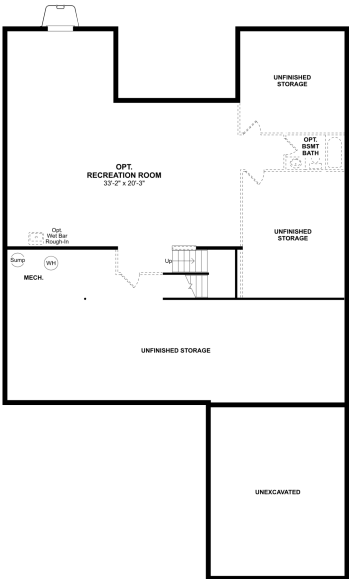 UNFINISHED
STORAGE
OPT.
BSMT
BATH
OPT.
RECREATION ROOM
33'-2" x 20'-3"
Opt.
Wet Bar
Rough-In
UNFINISHED
STORAGE
Up
Sump
WH
MECH.
UNFINISHED STORAGE
UNEXCAVATED